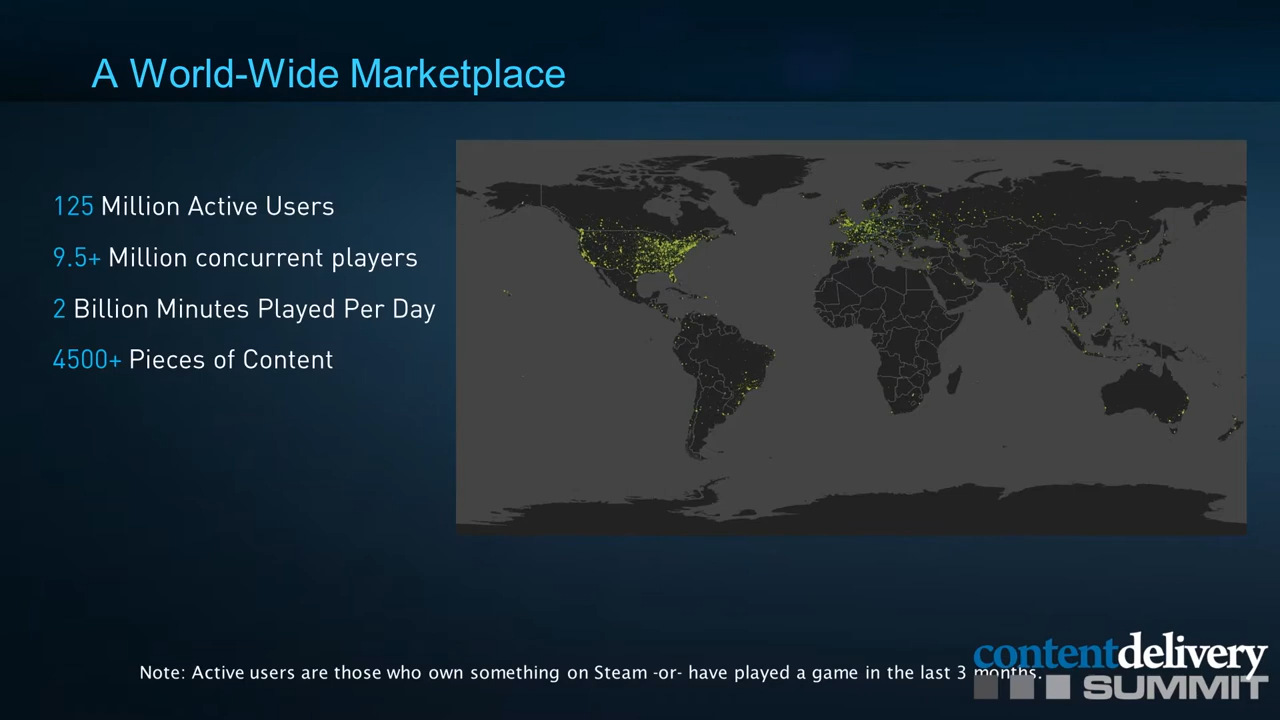 A World-Wide Marketplace
125 Million Active Users
9.5+ Million concurrent players
2 Billion Minutes Played Per Day
4500+ Pieces of Content
Note: Active users are those who own something on Steam -or- have played a game in the last 3 months.
contentdelivery
SUMMIT